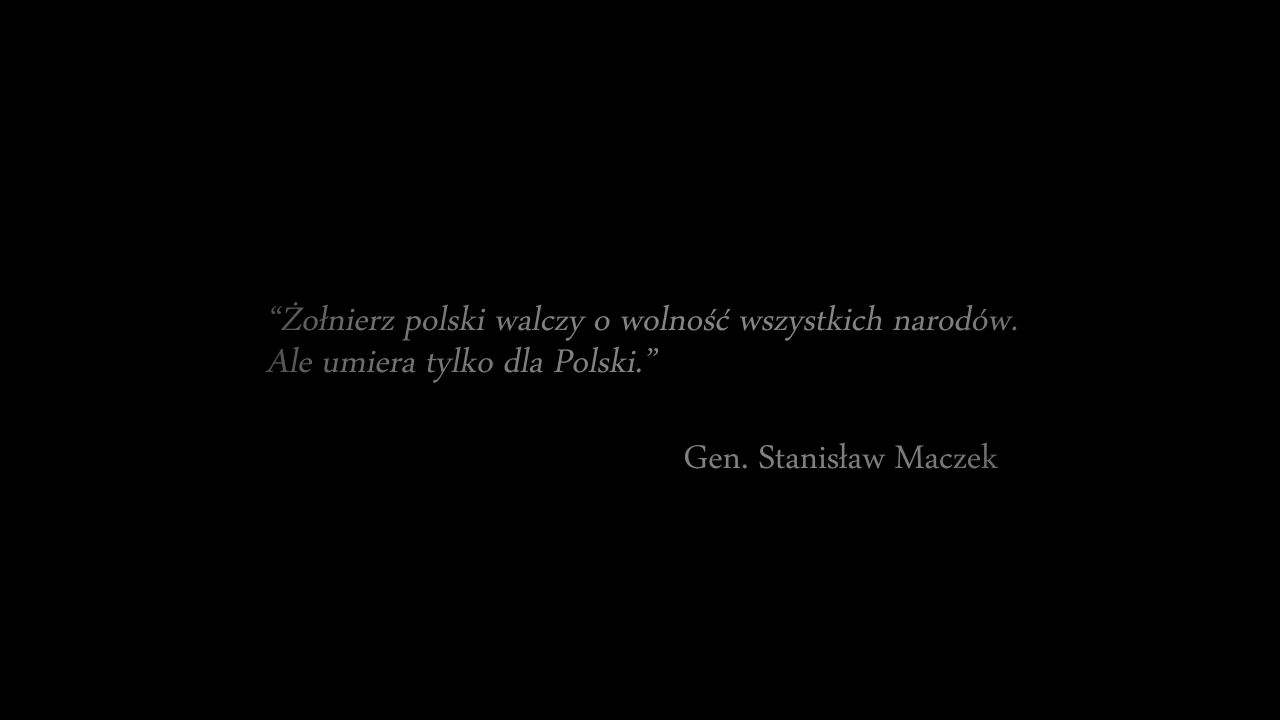 “Żołnierz polski walczy o wolność wszystkich narodów.
Ale umiera tylko dla Polski.”
Gen. Stanisław Maczek